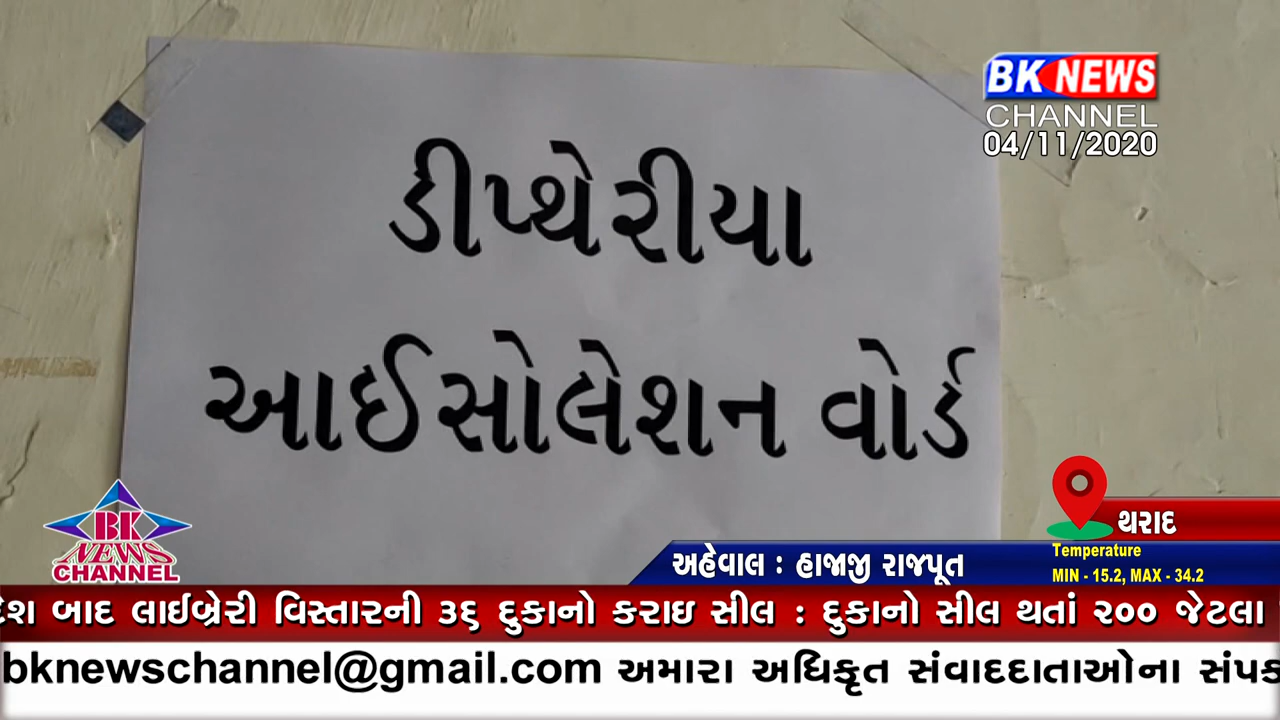 BK NEWS
CHANNEL
04/11/2020
ડીપ્થેરીયા
આઈસોલેશન વોર્ડ
થરાદ
અહેવાલ : હાજાજી રાજપૂત
Temperature
MIN - 15.2, MAX - 34.2
BK
NEWS
CHANNEL
બાદ લાઈબ્રેરી વિસ્તારની ૩૬ દુકાનો કરાઇ સીલ : દુકાનો સીલ થતાં ૨૦૦ જેટલા
bknewschannel@gmail.com અમારા અધિકૃત સંવાદદાતાઓના